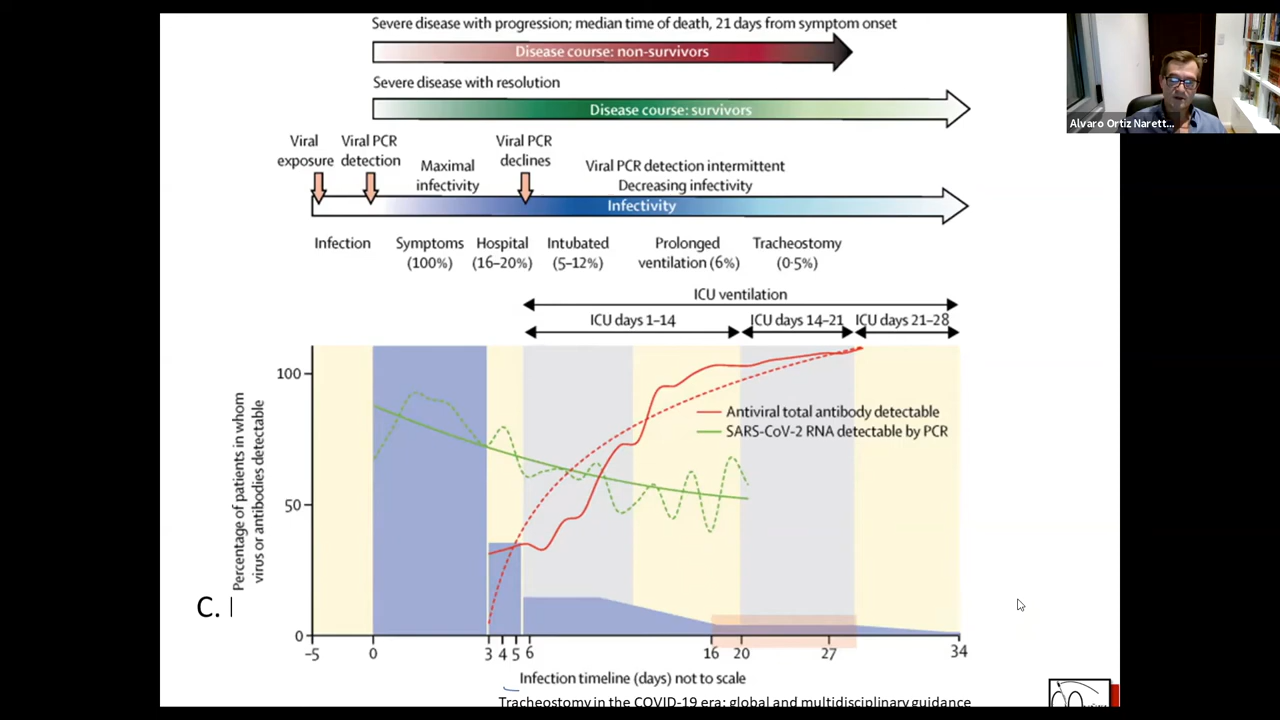 Severe disease with progression; median time of death, 21 days from symptom onset
Disease course: non-survivors
Severe disease with resolution
Disease course: survivors
Viral exposure
Viral PCR detection
Maximal infectivity
Viral PCR declines
Viral PCR detection intermittent
Decreasing infectivity
Infectivity
Infection
Symptoms (100%)
Hospital (16–20%)
Intubated (5–12%)
Prolonged ventilation (6%)
Tracheostomy (0·5%)
ICU ventilation
ICU days 1–14
ICU days 14–21
ICU days 21–28
Percentage of patients in whom
virus or antibodies detectable
100
50
0
Antiviral total antibody detectable
SARS-CoV-2 RNA detectable by PCR
-5 0 3 4 5 6 16 20 27 34
Infection timeline (days) not to scale
C.
Tracheostomy in the COVID-19 era: global and multidisciplinary guidance
Alvaro Ortiz Narett...